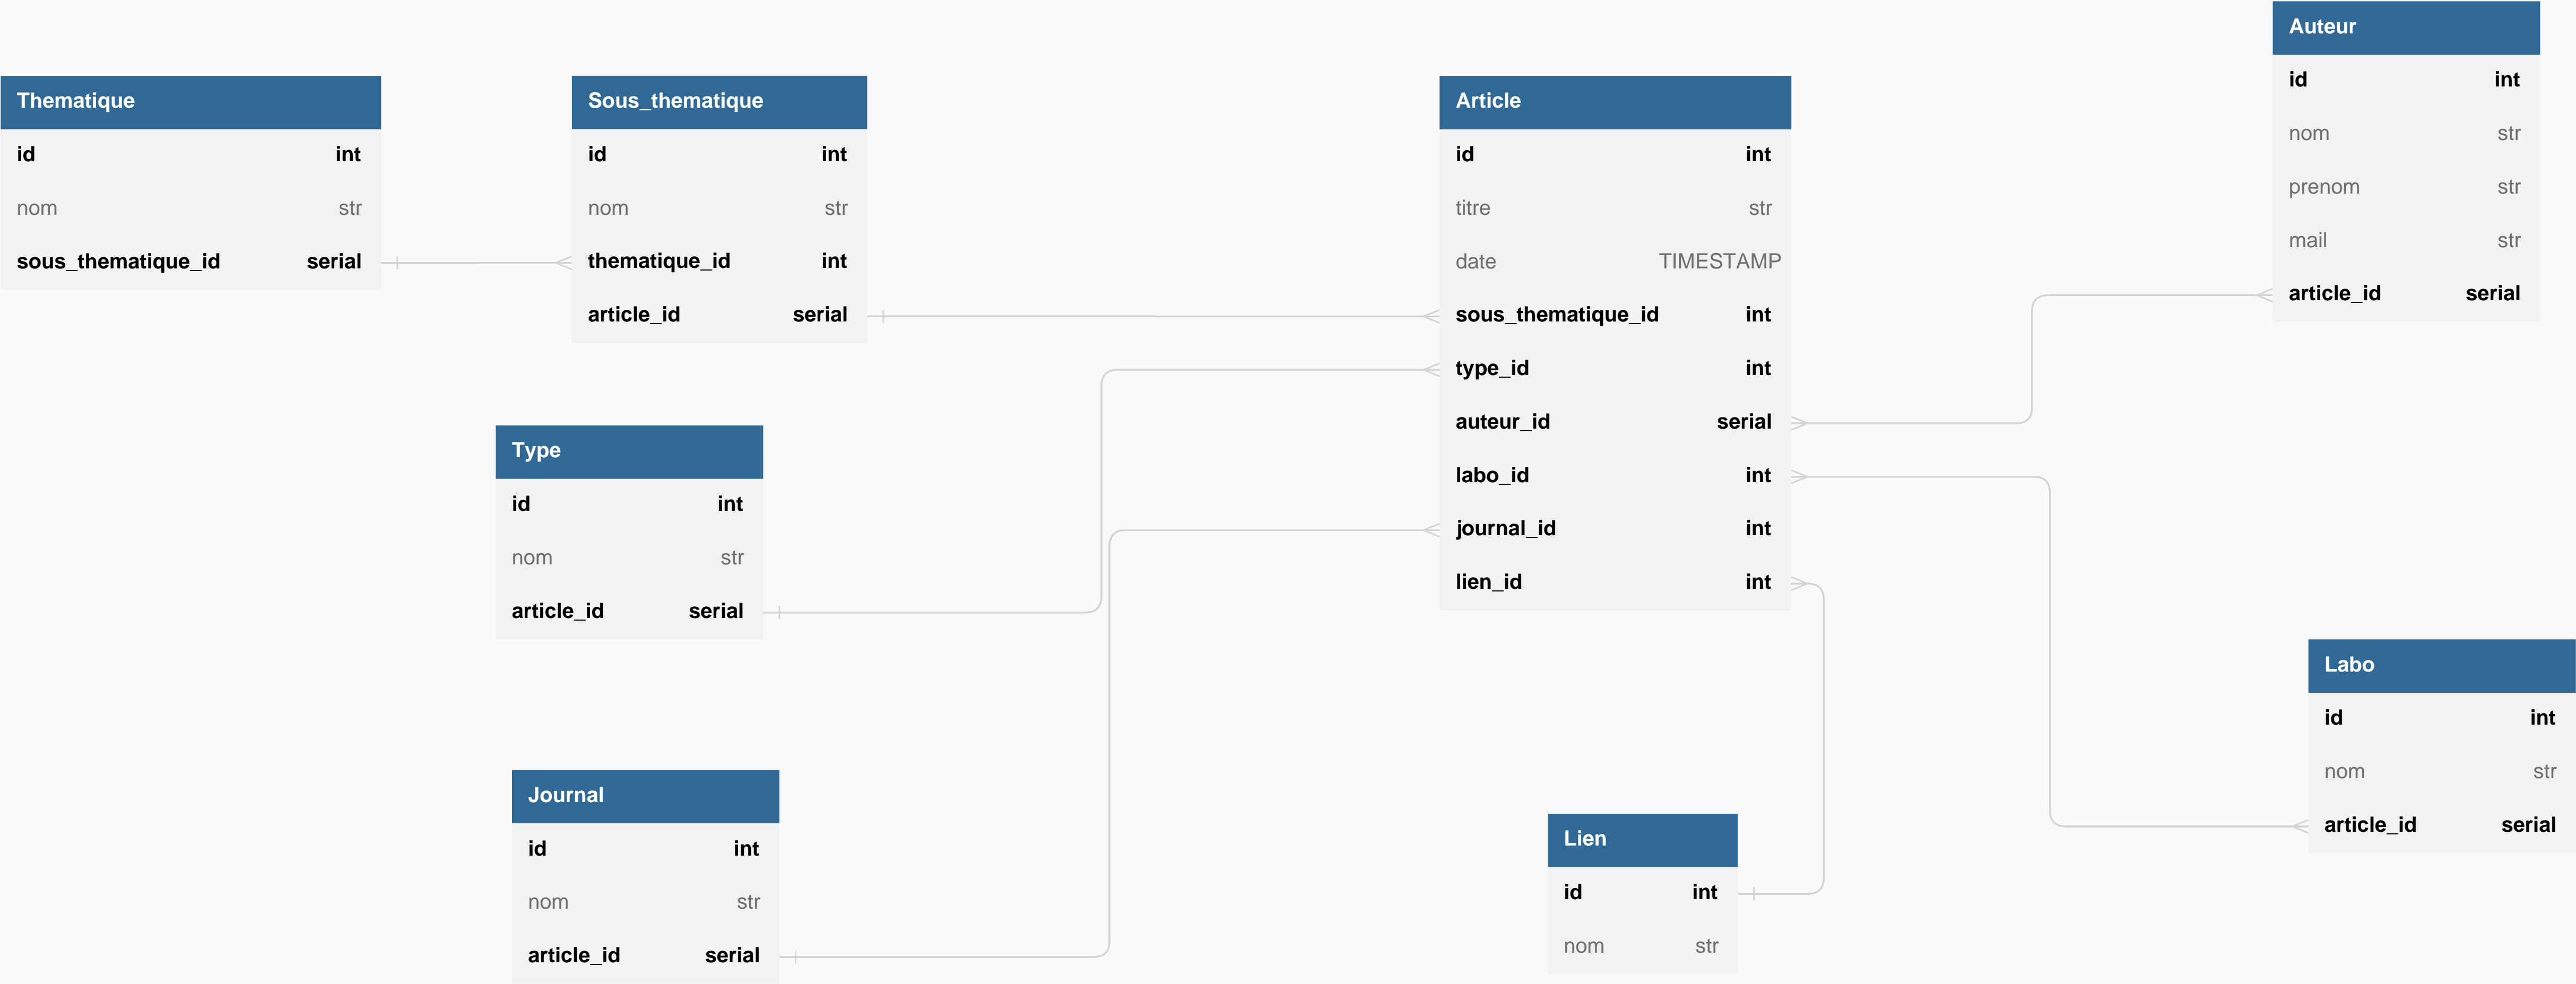 Thematique
id int
nom str
sous_thematique_id serial
Sous_thematique
id int
nom str
thematique_id int
article_id serial
Article
id int
titre str
date TIMESTAMP
sous_thematique_id int
type_id int
auteur_id serial
labo_id int
journal_id int
lien_id int
Auteur
id int
nom str
prenom str
mail str
article_id serial
Type
id int
nom str
article_id serial
Journal
id int
nom str
article_id serial
Lien
id int
nom str
Labo
id int
nom str
article_id serial